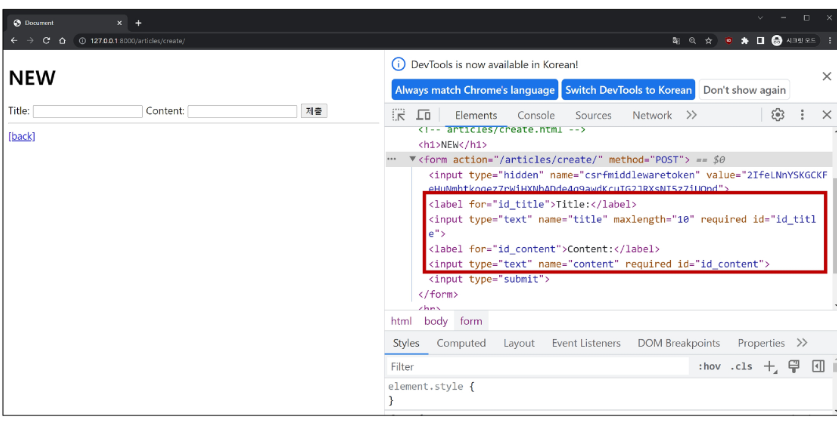 Document
127.0.0.1:8000/articles/create/
시크릿 모드
NEW
Title: Content: 제출
[back]
DevTools is now available in Korean!
Always match Chrome's language Switch DevTools to Korean Don't show again
Elements Console Sources Network
<!-- articles/create.html -->
<h1>NEW</h1>
<form action="/articles/create/" method="POST"> == $0
<input type="hidden" name="csrfmiddlewaretoken" value="2IfeLNnYSKGCKF
<label for="id_title">Title:</label>
<input type="text" name="title" maxlength="10" required id="id_titl
e">
<label for="id_content">Content:</label>
<input type="text" name="content" required id="id_content">
<input type="submit">
</form>
<hr>
html body form
Styles Computed Layout Event Listeners DOM Breakpoints Properties
Filter :hov .cls
element.style {
}